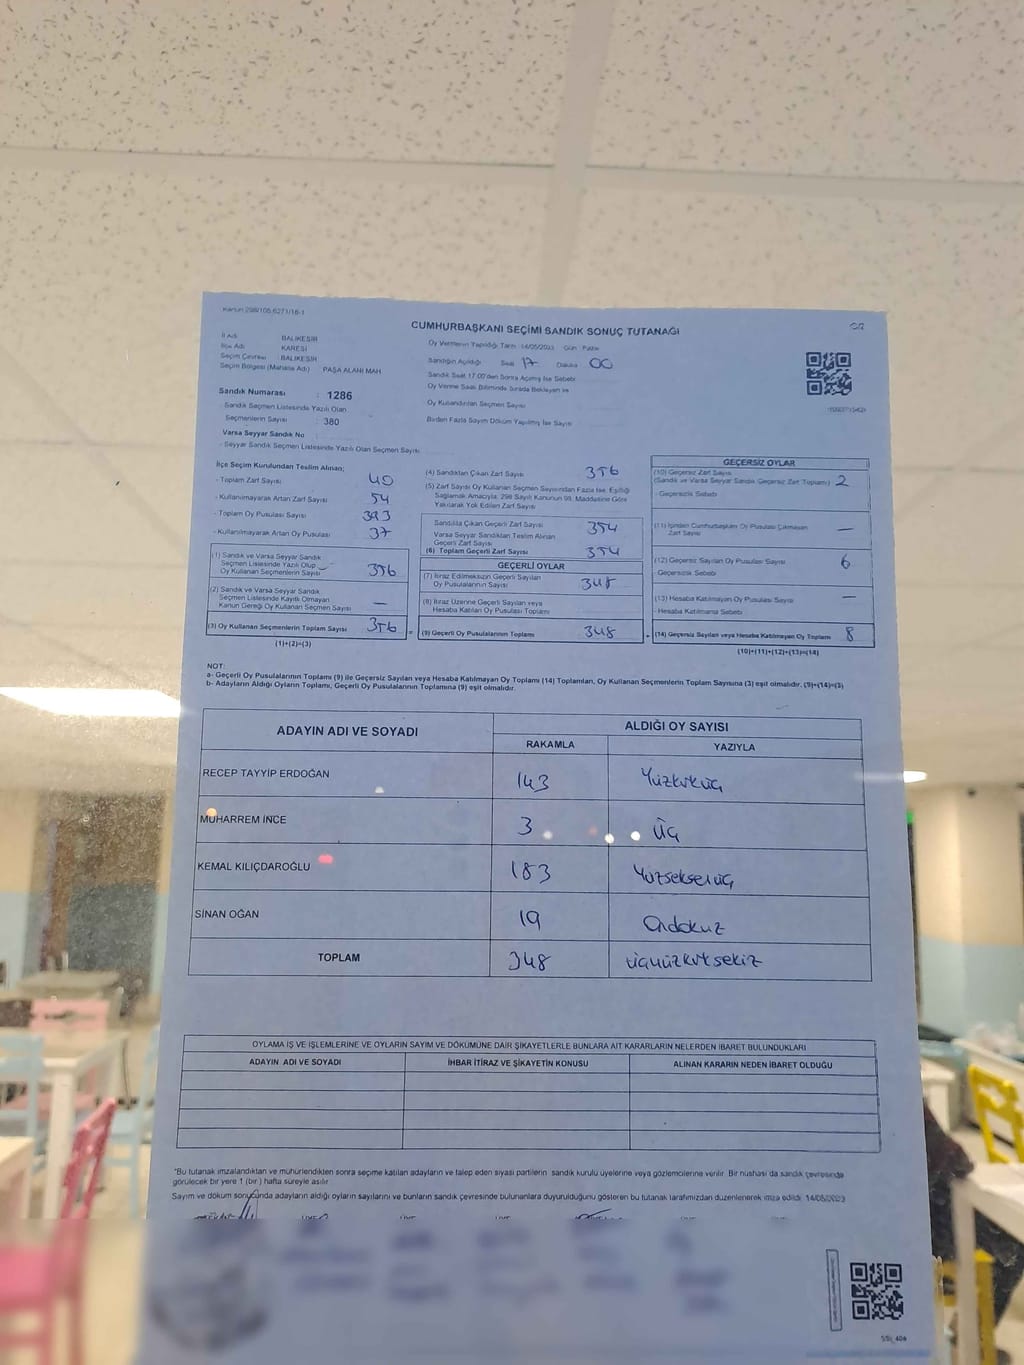 Kanun 298/105,6271/16-1
CUMHURBAŞKANI SEÇİMİ SANDIK SONUÇ TUTANAĞI
İl Adı : BALIKESİR
İlçe Adı : KARESİ
Seçim Çevresi : BALIKESİR
Seçim Bölgesi (Mahalle Adı) PAŞA ALANI MAH
Sandık Numarası : 1286
Sandık Seçmen Listesinde Yazılı Olan
Seçmenlerin Sayısı : 380
Varsa Seyyar Sandık No
- Seyyar Sandık Seçmen Listesinde Yazılı Olan Seçmen Sayısı
Oy Vermenin Yapıldığı Tarih 14/05/2023 Gün Pazar
Sandığın Açıldığı Saat 17 Dakika 00
Sandık Saat 17:00'den Sonra Açılmış İse Sebebi
Oy Verme Saati Bitiminde Sırada Bekleyen ve
Oy Kullandırılan Seçmen Sayısı
Birden Fazla Sayım Döküm Yapılmış İse Sayısı
İlçe Seçim Kurulundan Teslim Alınan;
- Toplam Zarf Sayısı 40
- Kullanılmayarak Artan Zarf Sayısı 54
- Toplam Oy Pusulası Sayısı 393
- Kullanılmayarak Artan Oy Pusulası 37
(1) Sandık ve Varsa Seyyar Sandık
Seçmen Listesinde Yazılı Olup
Oy Kullanan Seçmenlerin Sayısı 356
(2) Sandık ve Varsa Seyyar Sandık
Seçmen Listesinde Kayıtlı Olmayan
Kanun Gereği Oy Kullanan Seçmen Sayısı —
(3) Oy Kullanan Seçmenlerin Toplam Sayısı 356
(1)+(2)=(3)
(4) Sandıktan Çıkan Zarf Sayısı 356
(5) Zarf Sayısı Oy Kullanan Seçmen Sayısından Fazla İse, Eşitliği
Sağlamak Amacıyla, 298 Sayılı Kanunun 98. Maddesine Göre
Yakılarak Yok Edilen Zarf Sayısı
Sandıkta Çıkan Geçerli Zarf Sayısı 354
Varsa Seyyar Sandıktan Teslim Alınan
Geçerli Zarf Sayısı
(6) Toplam Geçerli Zarf Sayısı 354
GEÇERLİ OYLAR
(7) İtiraz Edilmeksizin Geçerli Sayılan
Oy Pusulalarının Sayısı 348
(8) İtiraz Üzerine Geçerli Sayılan veya
Hesaba Katılan Oy Pusulası Toplamı
(9) Geçerli Oy Pusulalarının Toplamı 348
GEÇERSİZ OYLAR
(10) Geçersiz Zarf Sayısı
(Sandık ve Varsa Seyyar Sandık Geçersiz Zarf Toplamı) 2
- Geçersizlik Sebebi
(11) İçinden Cumhurbaşkanı Oy Pusulası Çıkmayan
Zarf Sayısı —
(12) Geçersiz Sayılan Oy Pusulası Sayısı 6
- Geçersizlik Sebebi
(13) Hesaba Katılmayan Oy Pusulası Sayısı —
- Hesaba Katılmama Sebebi
(14) Geçersiz Sayılan veya Hesaba Katılmayan Oy Toplamı 8
(10)+(11)+(12)+(13)=(14)
NOT:
a- Geçerli Oy Pusulalarının Toplamı (9) ile Geçersiz Sayılan veya Hesaba Katılmayan Oy Toplamı (14) Toplamları, Oy Kullanan Seçmenlerin Toplam Sayısına (3) eşit olmalıdır. (9)+(14)=(3)
b- Adayların Aldığı Oyların Toplamı, Geçerli Oy Pusulalarının Toplamına (9) eşit olmalıdır.
ADAYIN ADI VE SOYADI
ALDIĞI OY SAYISI
RAKAMLA YAZIYLA
RECEP TAYYİP ERDOĞAN 143 Yüzkırküç
MUHARREM İNCE 3 üç
KEMAL KILIÇDAROĞLU 183 Yüzseksenüç
SİNAN OĞAN 19 Ondokuz
TOPLAM 348 üçyüzkırksekiz
OYLAMA İŞ VE İŞLEMLERİNE VE OYLARIN SAYIM VE DÖKÜMÜNE DAİR ŞİKAYETLERLE BUNLARA AİT KARARLARIN NELERDEN İBARET BULUNDUKLARI
ADAYIN ADI VE SOYADI İHBAR İTİRAZ VE ŞİKAYETİN KONUSU ALINAN KARARIN NEDEN İBARET OLDUĞU
*Bu tutanak imzalandıktan ve mühürlendikten sonra seçime katılan adayların ve talep eden siyasi partilerin sandık kurulu üyelerine veya gözlemcilerine verilir. Bir nüshası da sandık çevresinde
görülecek bir yere 1 (bir ) hafta süreyle asılır
Sayım ve döküm sonucunda adayların aldığı oyların sayılarını ve bunların sandık çevresinde bulunanlara duyurulduğunu gösteren bu tutanak tarafımızdan düzenlenerek imza edildi. 14/05/2023